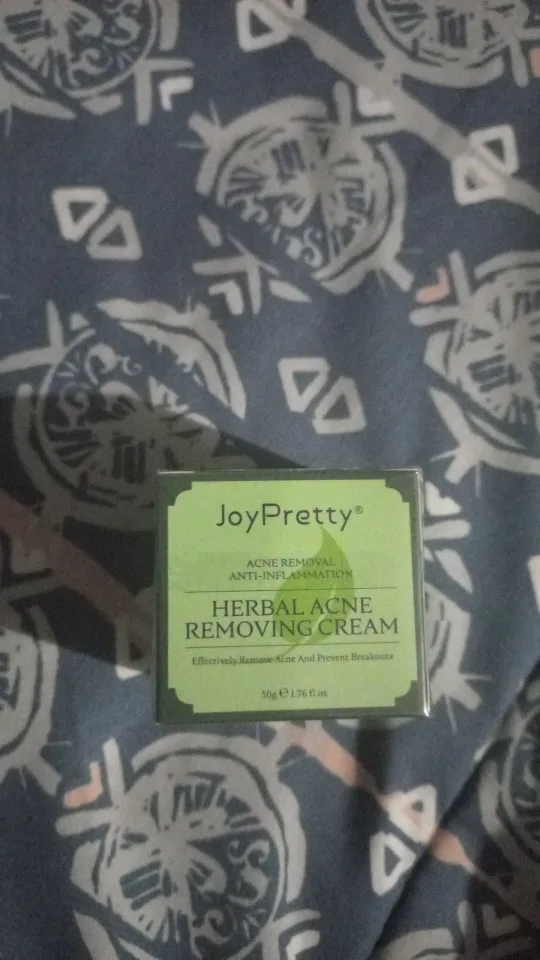 JoyPretty®
ACNE REMOVAL
ANTI-INFLAMMATION
HERBAL ACNE
REMOVING CREAM
Effectively Remove Acne And Prevent Breakouts
50g ℮ 1.76 fl oz